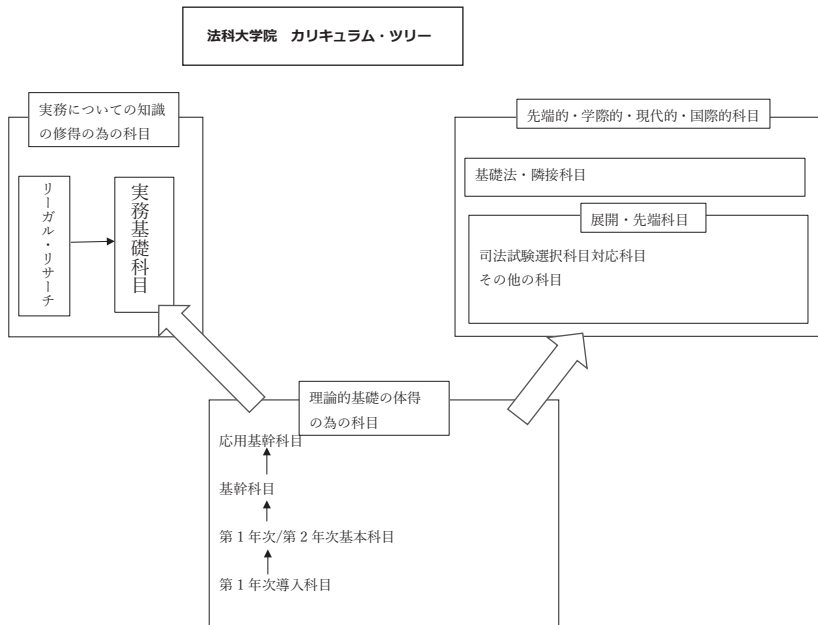 法科大学院　カリキュラム・ツリー
実務についての知識
の修得の為の科目
リーガル・リサーチ
実務基礎科目
先端的・学際的・現代的・国際的科目
基礎法・隣接科目
展開・先端科目
司法試験選択科目対応科目
その他の科目
理論的基礎の体得
の為の科目
応用基幹科目
基幹科目
第１年次/第２年次基本科目
第１年次導入科目